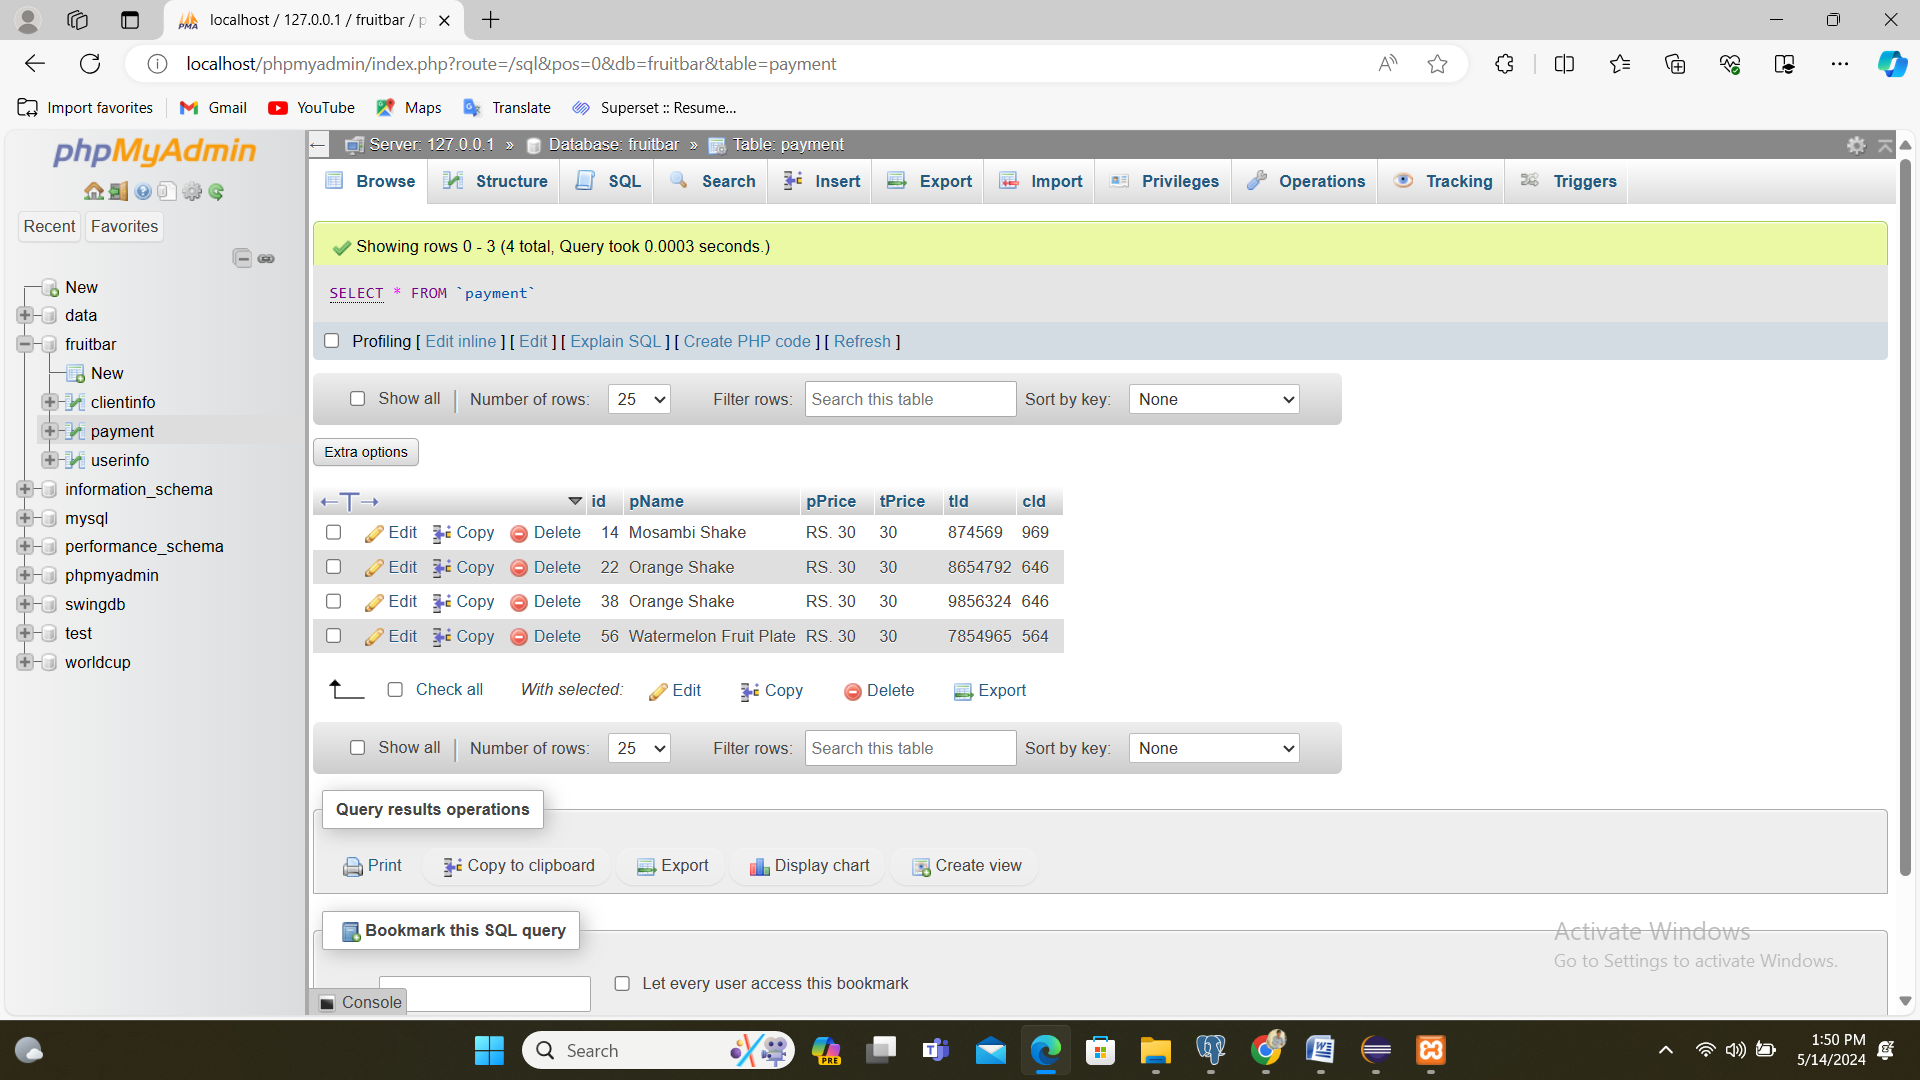 localhost / 127.0.0.1 / fruitbar / p
localhost/phpmyadmin/index.php?route=/sql&pos=0&db=fruitbar&table=payment
Import favorites Gmail YouTube Maps Translate Superset :: Resume...
phpMyAdmin
Recent Favorites
New
data
fruitbar
New
clientinfo
payment
userinfo
information_schema
mysql
performance_schema
phpmyadmin
swingdb
test
worldcup
Server: 127.0.0.1 » Database: fruitbar » Table: payment
Browse Structure SQL Search Insert Export Import Privileges Operations Tracking Triggers
Showing rows 0 - 3 (4 total, Query took 0.0003 seconds.)
SELECT * FROM `payment`
Profiling [ Edit inline ] [ Edit ] [ Explain SQL ] [ Create PHP code ] [ Refresh ]
Show all | Number of rows: 25 Filter rows: Search this table Sort by key: None
Extra options
id pName pPrice tPrice tId cId
Edit Copy Delete 14 Mosambi Shake RS. 30 30 874569 969
Edit Copy Delete 22 Orange Shake RS. 30 30 8654792 646
Edit Copy Delete 38 Orange Shake RS. 30 30 9856324 646
Edit Copy Delete 56 Watermelon Fruit Plate RS. 30 30 7854965 564
Check all With selected: Edit Copy Delete Export
Show all | Number of rows: 25 Filter rows: Search this table Sort by key: None
Query results operations
Print Copy to clipboard Export Display chart Create view
Bookmark this SQL query
Let every user access this bookmark
Console
Activate Windows
Go to Settings to activate Windows.
Search
PRE
1:50 PM
5/14/2024